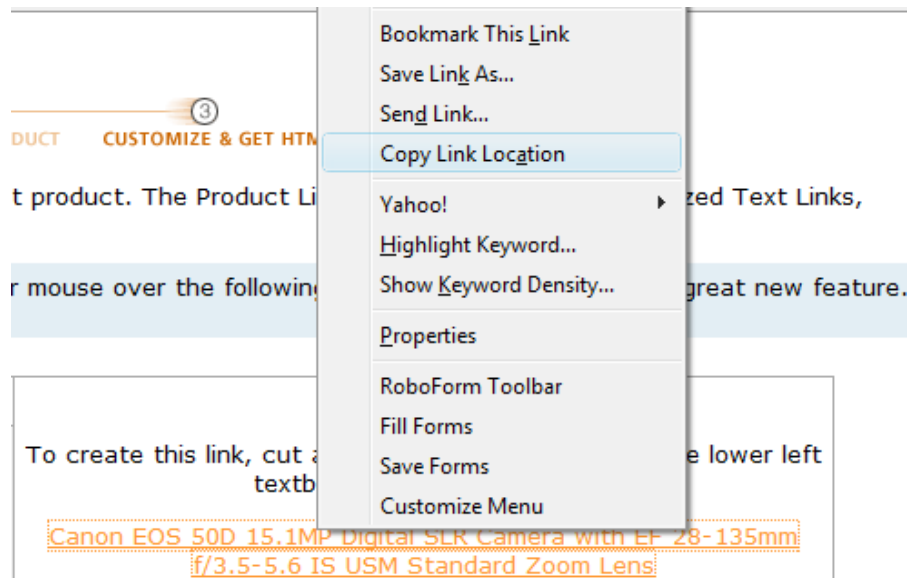 Bookmark This Link
Save Link As...
Send Link...
3
DUCT CUSTOMIZE & GET HTM
Copy Link Location
t product. The Product Li zed Text Links,
Yahoo!
Highlight Keyword...
r mouse over the following great new feature.
Show Keyword Density...
Properties
RoboForm Toolbar
Fill Forms
To create this link, cut a e lower left
Save Forms
textb
Customize Menu
Canon EOS 50D 15.1MP Digital SLR Camera with EF 28-135mm
f/3.5-5.6 IS USM Standard Zoom Lens